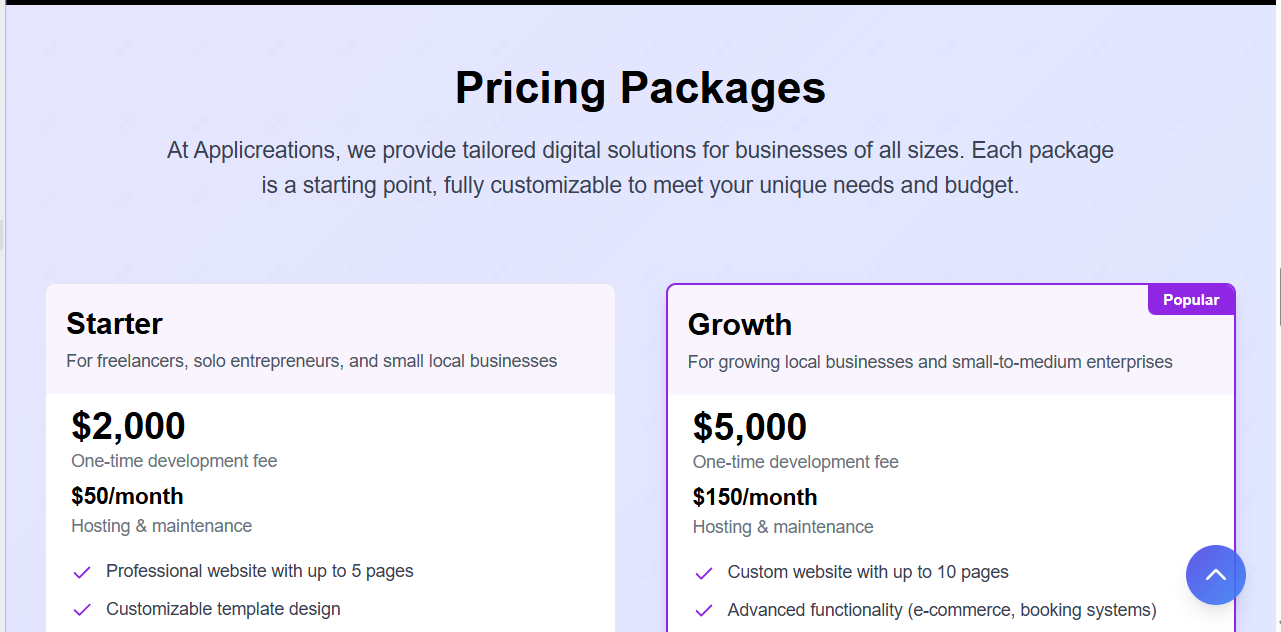 Pricing Packages
At Applicreations, we provide tailored digital solutions for businesses of all sizes. Each package
is a starting point, fully customizable to meet your unique needs and budget.
Starter
For freelancers, solo entrepreneurs, and small local businesses
$2,000
One-time development fee
$50/month
Hosting & maintenance
Professional website with up to 5 pages
Customizable template design
Popular
Growth
For growing local businesses and small-to-medium enterprises
$5,000
One-time development fee
$150/month
Hosting & maintenance
Custom website with up to 10 pages
Advanced functionality (e-commerce, booking systems)